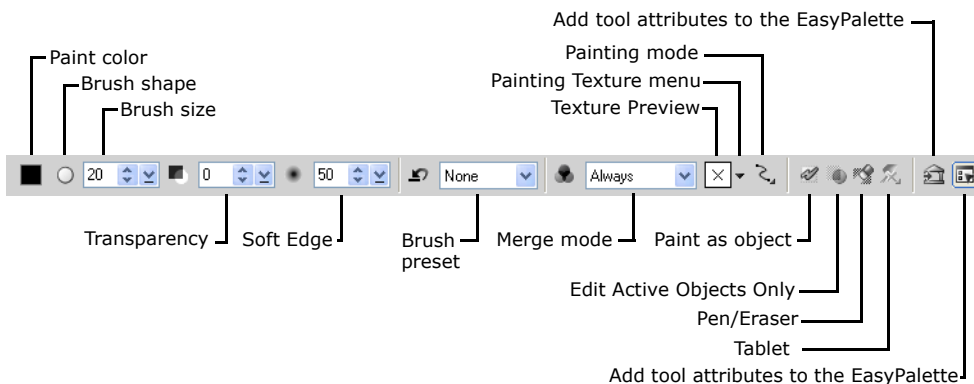 Add tool attributes to the EasyPalette
Painting mode
Paint color
Painting Texture menu
Brush shape
Texture Preview
Brush size
20
0
50
None
Always
Transparency
Soft Edge
Brush
preset
Merge mode
Paint as object
Edit Active Objects Only
Pen/Eraser
Tablet
Add tool attributes to the EasyPalette